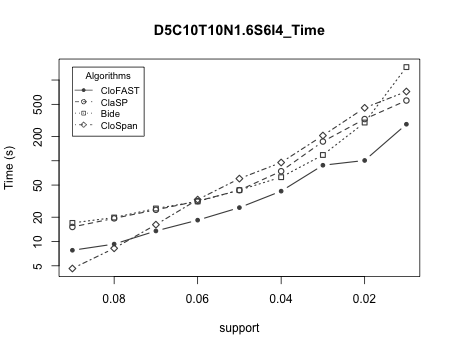 D5C10T10N1.6S6I4_Time
Algorithms
CloFAST
ClaSP
Bide
CloSpan
Time (s)
500
200
50
20
10
5
0.08
0.06
0.04
0.02
support